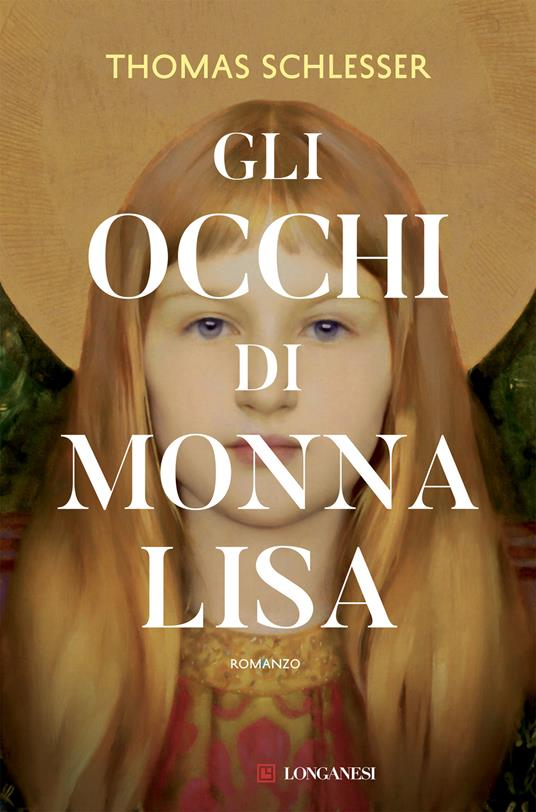 THOMAS SCHLESSER
GLI
OCCHI
DI
MONNA
LISA
ROMANZO
LONGANESI